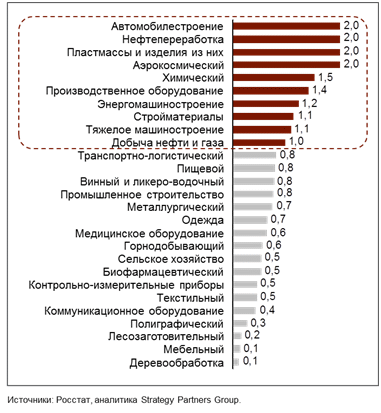 Автомобилестроение 2,0
Нефтепереработка 2,0
Пластмассы и изделия из них 2,0
Аэрокосмический 2,0
Химический 1,5
Производственное оборудование 1,4
Энергомашиностроение 1,2
Стройматериалы 1,1
Тяжелое машиностроение 1,1
Добыча нефти и газа 1,0
Транспортно-логистический 0,8
Пищевой 0,8
Винный и ликеро-водочный 0,8
Промышленное строительство 0,8
Металлургический 0,7
Одежда 0,7
Медицинское оборудование 0,6
Горнодобывающий 0,6
Сельское хозяйство 0,5
Биофармацевтический 0,5
Контрольно-измерительные приборы 0,5
Текстильный 0,5
Коммуникационное оборудование 0,4
Полиграфический 0,3
Лесозаготовительный 0,2
Мебельный 0,1
Деревообработка 0,1
Источники: Росстат, аналитика Strategy Partners Group.